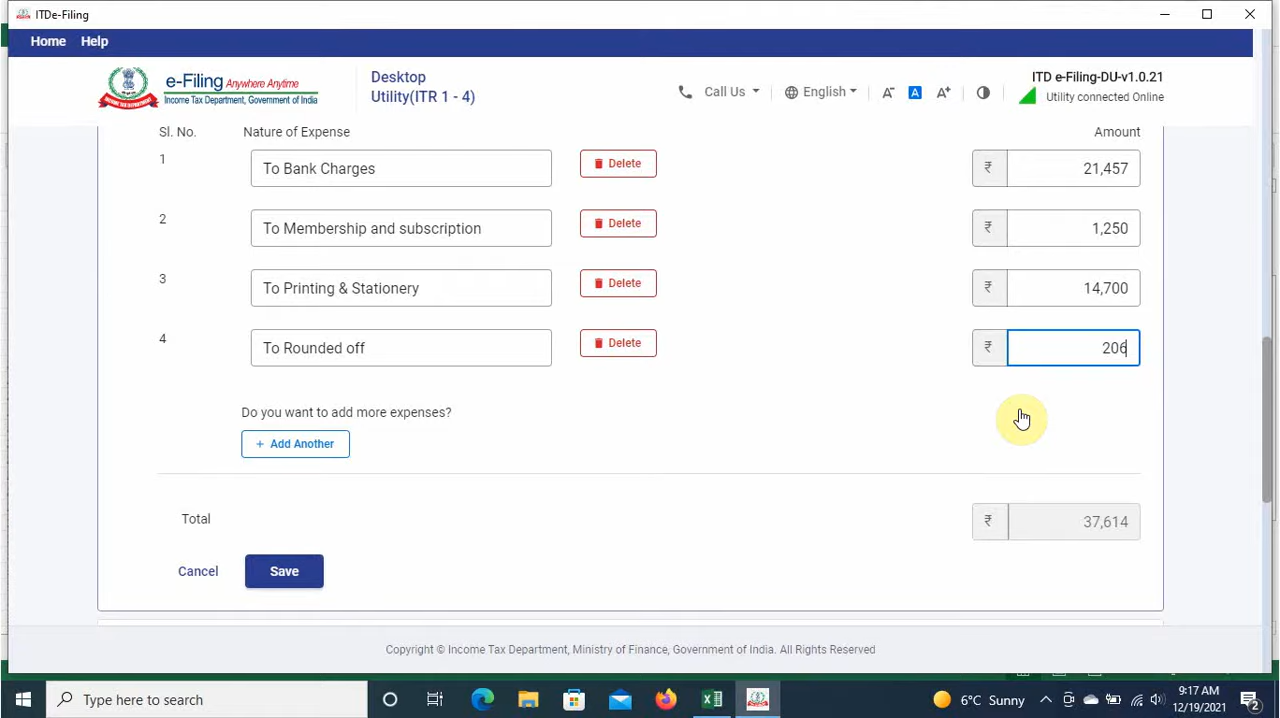 ITDe-Filing
Home Help
e-Filing Anywhere Anytime
Income Tax Department, Government of India
Desktop
Utility(ITR 1 - 4)
Call Us
English
A- A A+
ITD e-Filing-DU-v1.0.21
Utility connected Online
Sl. No. Nature of Expense Amount
1 To Bank Charges Delete ₹ 21,457
2 To Membership and subscription Delete ₹ 1,250
3 To Printing & Stationery Delete ₹ 14,700
4 To Rounded off Delete ₹ 206
Do you want to add more expenses?
+ Add Another
Total ₹ 37,614
Cancel Save
Copyright © Income Tax Department, Ministry of Finance, Government of India. All Rights Reserved
Type here to search
6°C Sunny
9:17 AM
12/19/2021
2